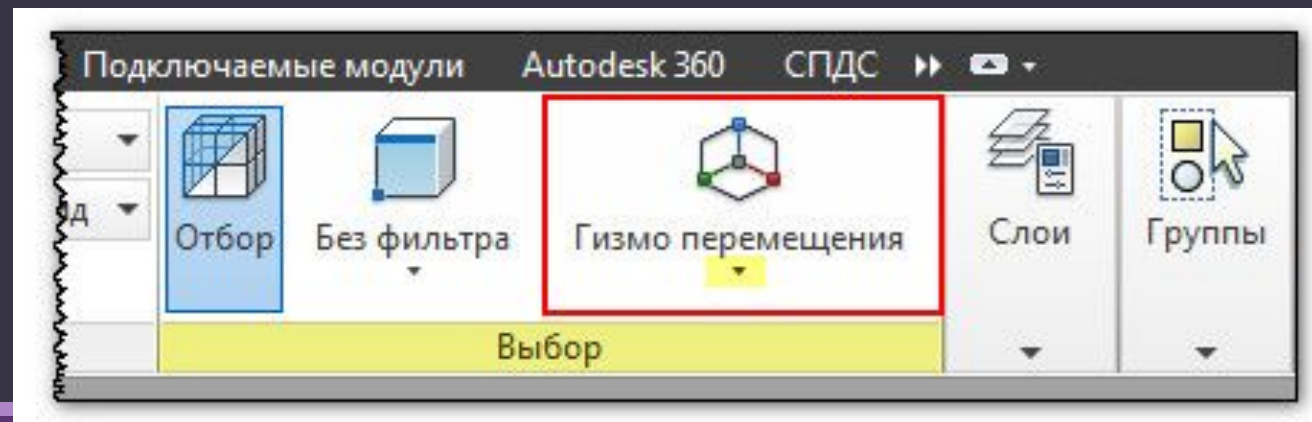 Подключаемые модули Autodesk 360 СПДС
Отбор Без фильтра Гизмо перемещения Слои Группы
Выбор